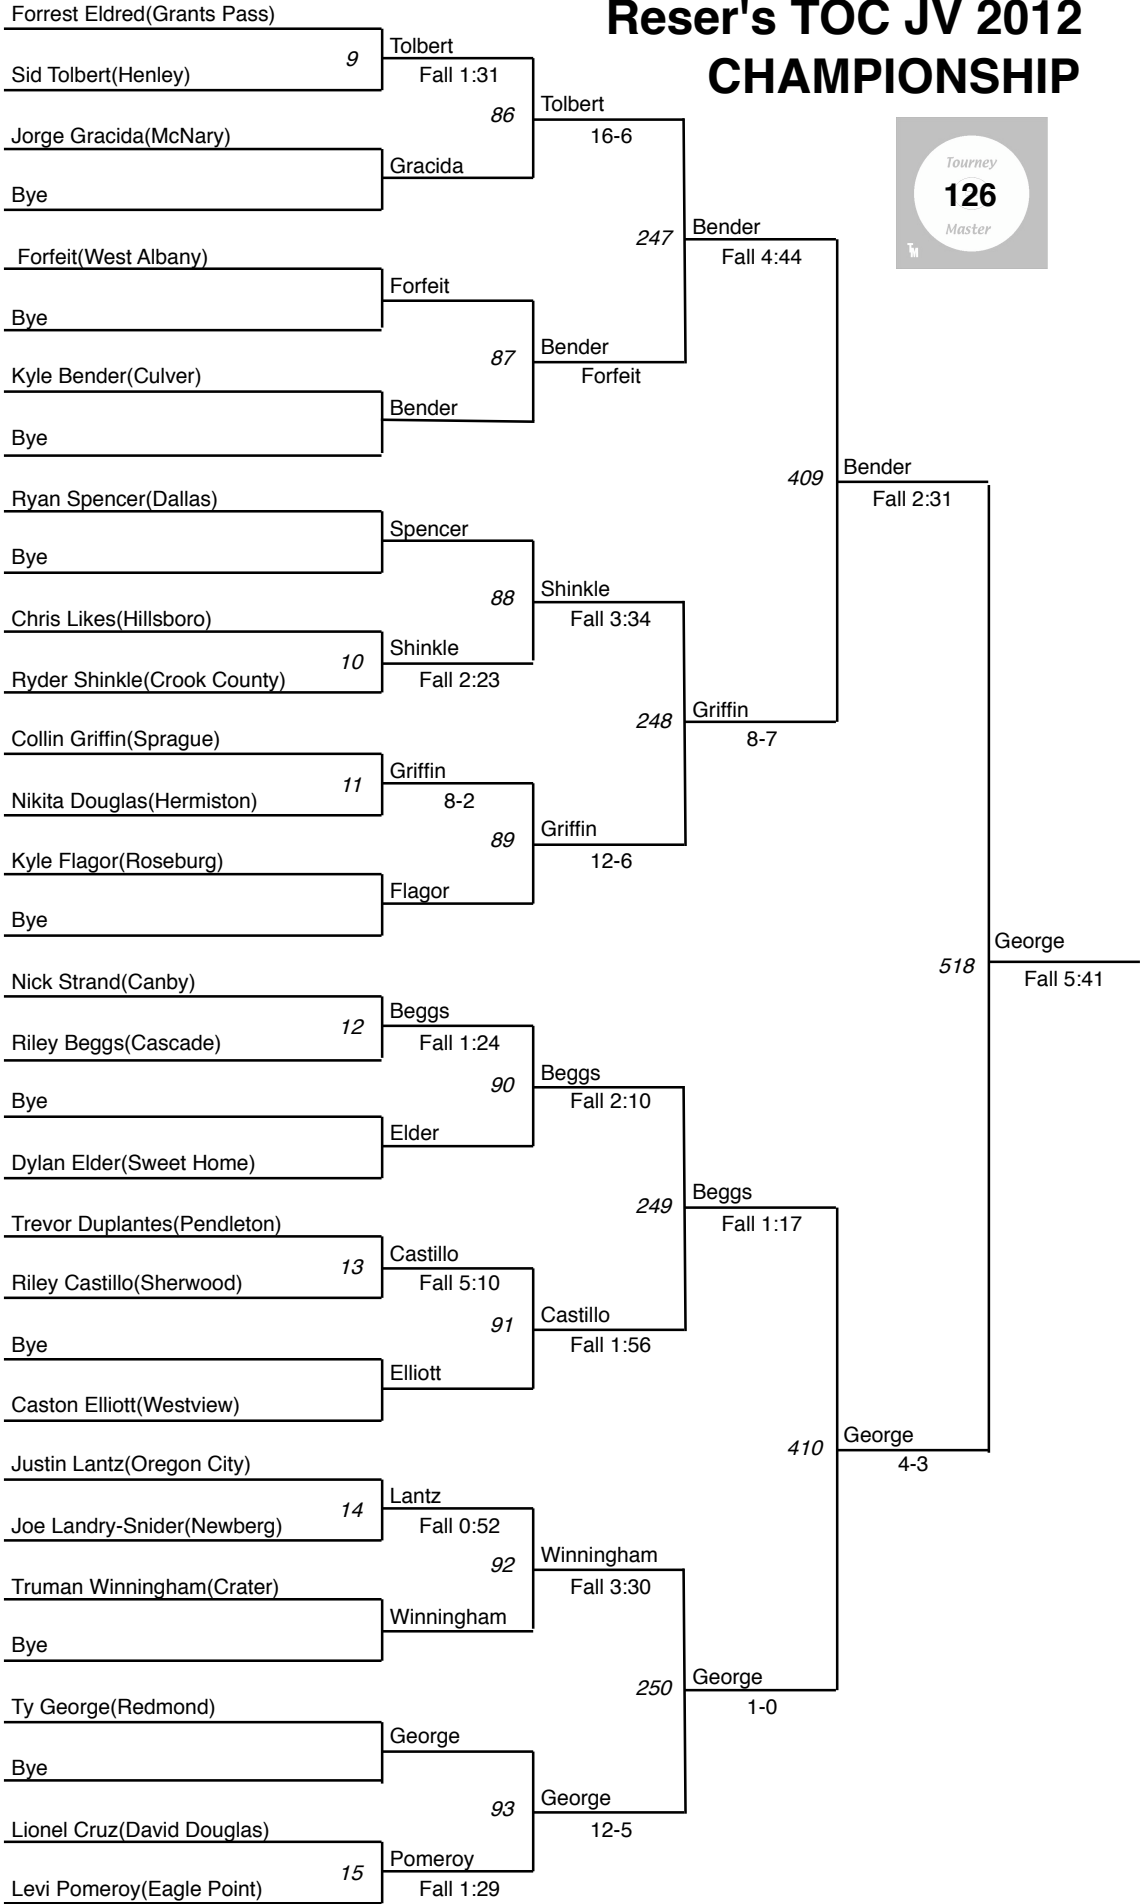 Reser's TOC JV 2012
CHAMPIONSHIP
Tourney
126
Master
TM
Forrest Eldred(Grants Pass)
9
Sid Tolbert(Henley)
Tolbert
Fall 1:31
Jorge Gracida(McNary)
Bye
Gracida
86
Tolbert
16-6
Forfeit(West Albany)
Bye
Forfeit
Kyle Bender(Culver)
Bye
Bender
87
Bender
Forfeit
247
Bender
Fall 4:44
Ryan Spencer(Dallas)
Bye
Spencer
Chris Likes(Hillsboro)
10
Ryder Shinkle(Crook County)
Shinkle
Fall 2:23
88
Shinkle
Fall 3:34
Collin Griffin(Sprague)
11
Nikita Douglas(Hermiston)
Griffin
8-2
Kyle Flagor(Roseburg)
Bye
Flagor
89
Griffin
12-6
248
Griffin
8-7
409
Bender
Fall 2:31
Nick Strand(Canby)
12
Riley Beggs(Cascade)
Beggs
Fall 1:24
Bye
Dylan Elder(Sweet Home)
Elder
90
Beggs
Fall 2:10
Trevor Duplantes(Pendleton)
13
Riley Castillo(Sherwood)
Castillo
Fall 5:10
Bye
Caston Elliott(Westview)
Elliott
91
Castillo
Fall 1:56
249
Beggs
Fall 1:17
Justin Lantz(Oregon City)
14
Joe Landry-Snider(Newberg)
Lantz
Fall 0:52
Truman Winningham(Crater)
Bye
Winningham
92
Winningham
Fall 3:30
Ty George(Redmond)
Bye
George
Lionel Cruz(David Douglas)
15
Levi Pomeroy(Eagle Point)
Pomeroy
Fall 1:29
93
George
12-5
250
George
1-0
410
George
4-3
518
George
Fall 5:41